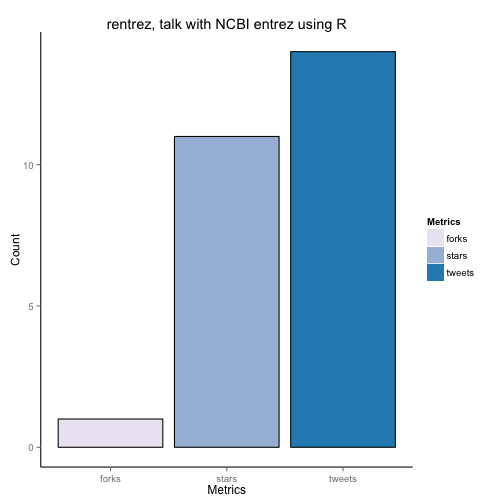 rentrez, talk with NCBI entrez using R
10
5
0
Count
forks
stars
tweets
Metrics
Metrics
forks
stars
tweets